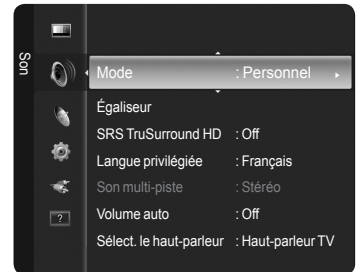 Son
Mode : Personnel
Égaliseur
SRS TruSurround HD : Off
Langue privilégiée : Français
Son multi-piste : Stéréo
Volume auto : Off
Sélect. le haut-parleur : Haut-parleur TV
?